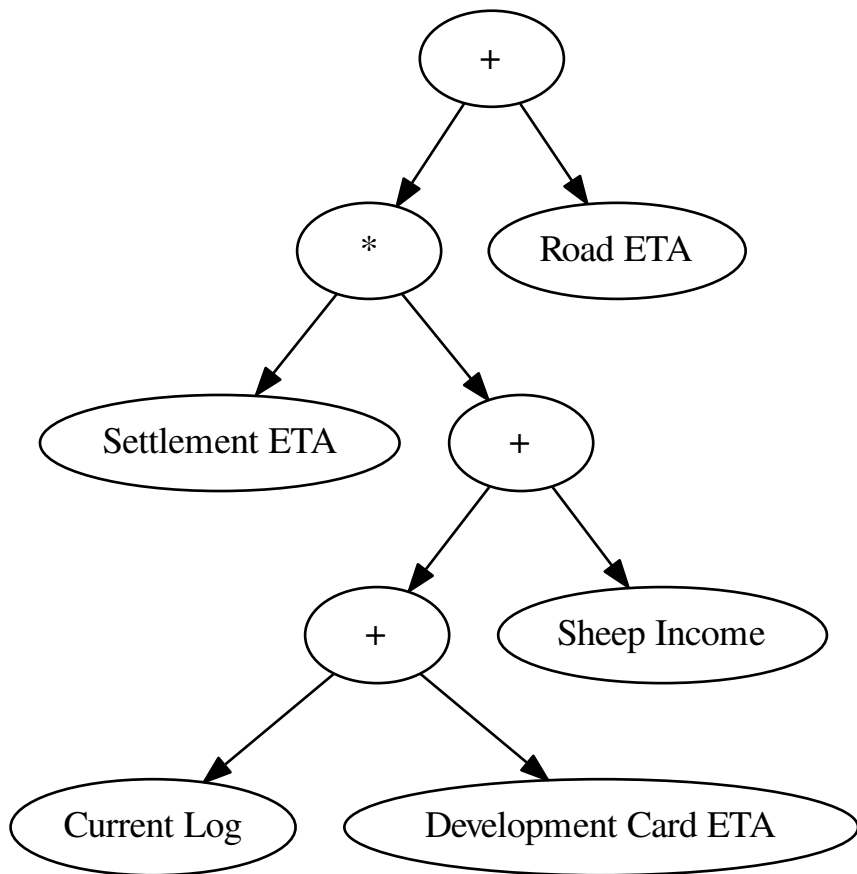 +
*
Road ETA
Settlement ETA
+
+
Sheep Income
Current Log
Development Card ETA